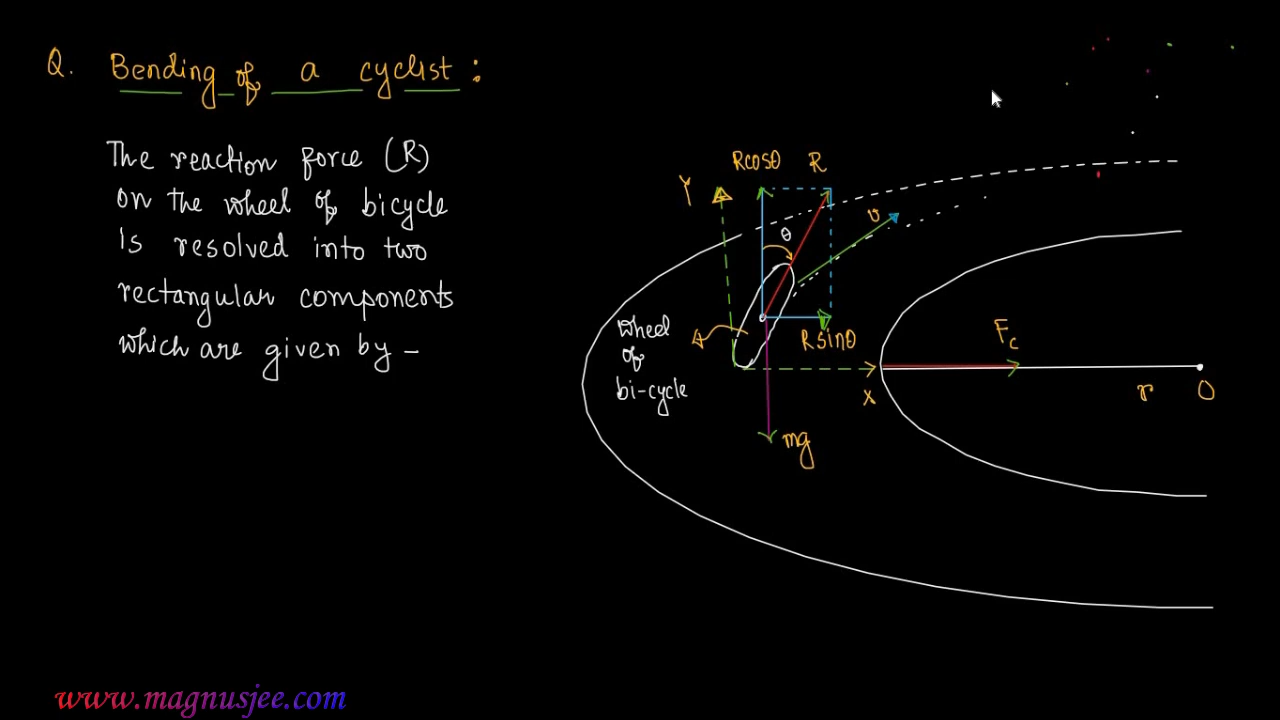 Q. Bending of a cyclist :
The reaction force (R)
on the wheel of bicycle
is resolved into two
rectangular components
which are given by –
Rcosθ R
Y
θ
v
wheel
of
bi-cycle
Rsinθ
Fc
X
r O
mg
www.magnusjee.com